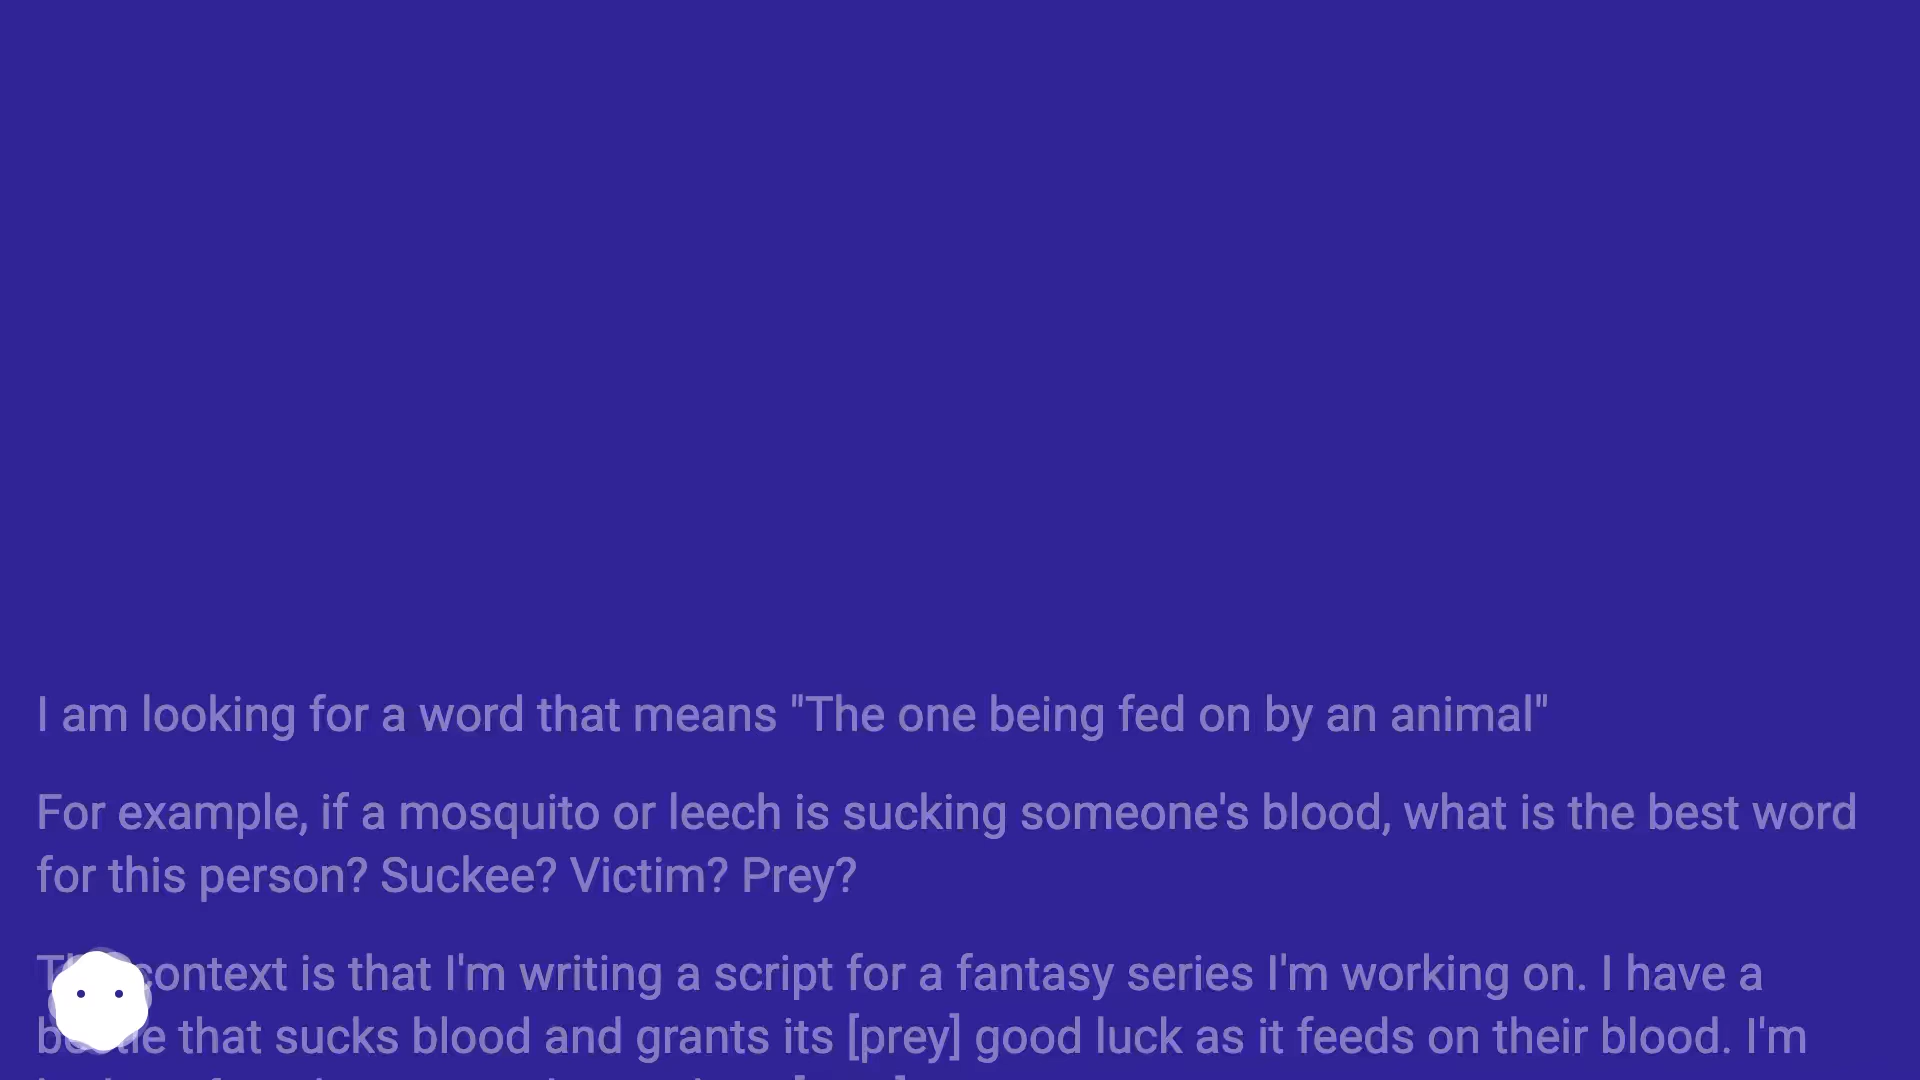 I am looking for a word that means "The one being fed on by an animal"
For example, if a mosquito or leech is sucking someone's blood, what is the best word
for this person? Suckee? Victim? Prey?
context is that I'm writing a script for a fantasy series I'm working on. I have a
that sucks blood and grants its [prey] good luck as it feeds on their blood. I'm